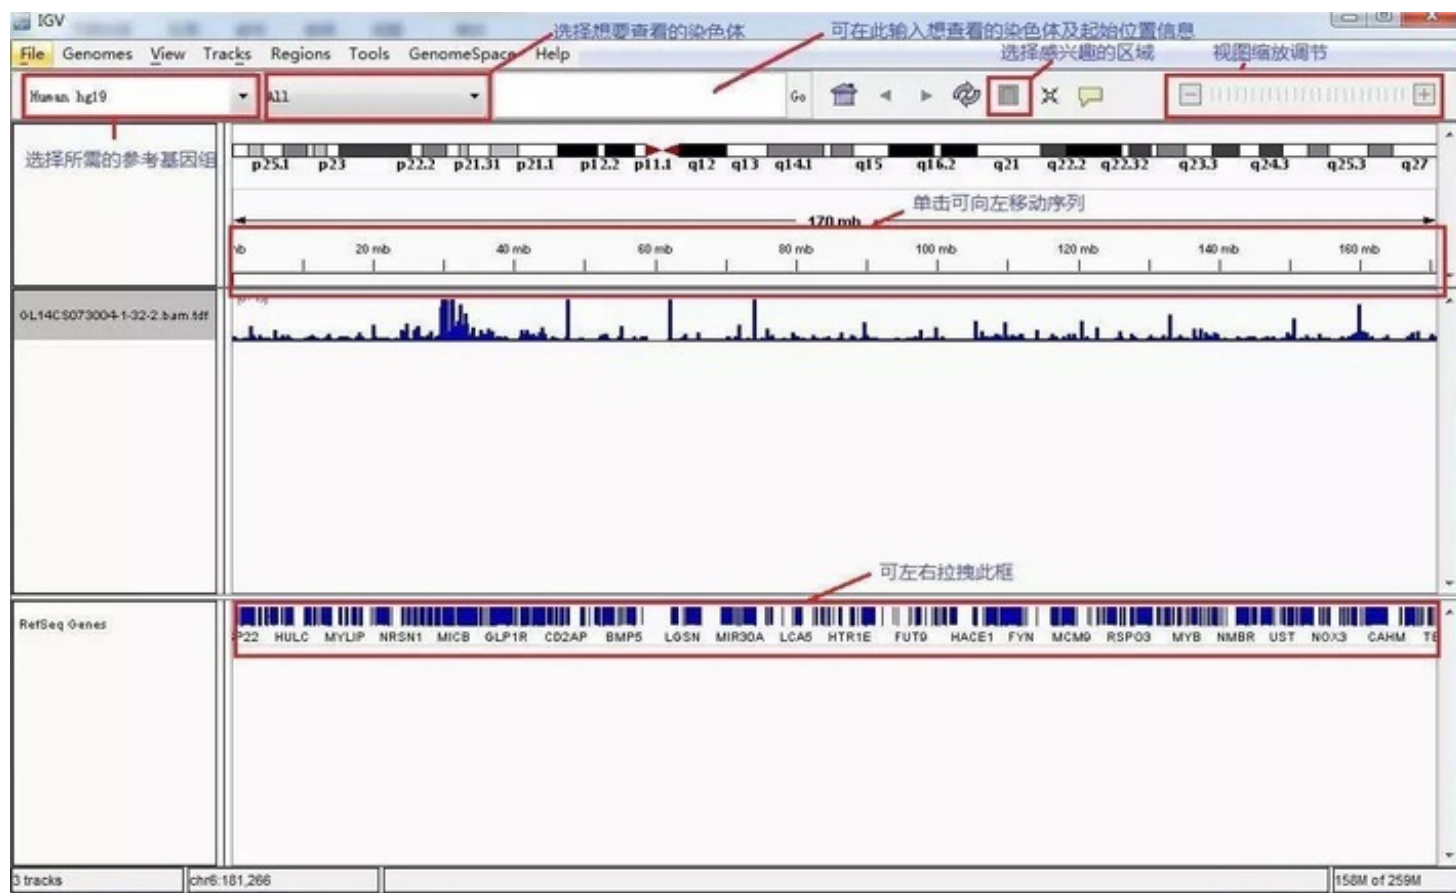 IGV
选择想要查看的染色体
可在此输入想查看的染色体及起始位置信息
File Genomes View Tracks Regions Tools GenomeSpace Help
选择感兴趣的区域 视图缩放调节
Human hg19 All Go
选择所需的参考基因组
p25.1 p23 p22.2 p21.31 p21.1 p12.2 p11.1 q12 q13 q14.1 q15 q16.2 q21 q22.2 q22.32 q23.3 q24.3 q25.3 q27
单击可向左移动序列
170 mb
20 mb 40 mb 60 mb 80 mb 100 mb 120 mb 140 mb 160 mb
GL14CS073004-1-32-2.bam.tdf
可左右拉拽此框
RefSeq Genes
P22 HULC MYLIP NRSN1 MICB GLP1R CD2AP BMP5 LGSN MIR30A LCA5 HTR1E FUT9 HACE1 FYN MCM9 RSPO3 MYB NMBR UST NOX3 CAHM TE
3 tracks chr6:181,266 158M of 259M